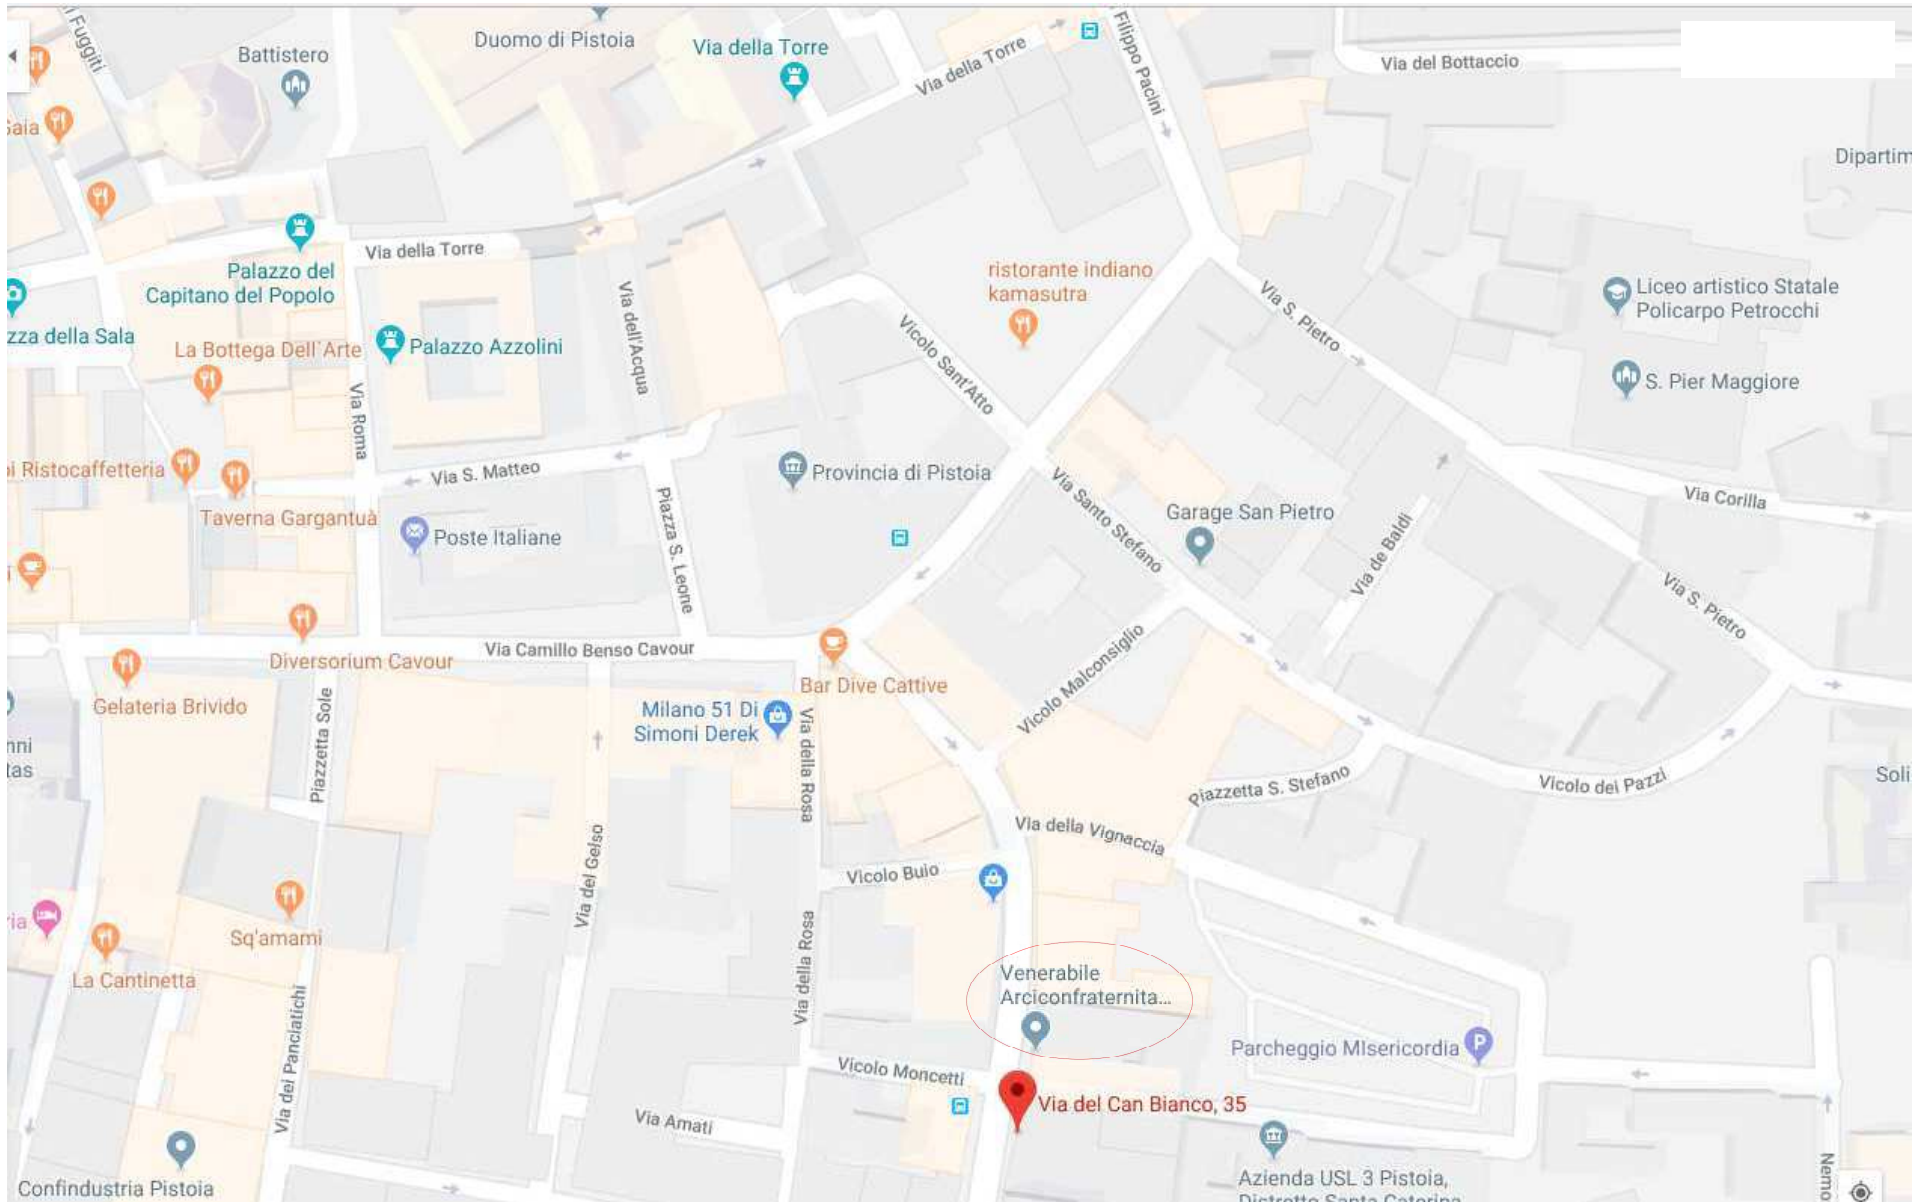 Fuggiti
Battistero
Duomo di Pistoia
Via della Torre
Via della Torre
Filippo Pacini
Via del Bottaccio
Dipartim
Via della Torre
Palazzo del
Capitano del Popolo
zza della Sala
La Bottega Dell'Arte
Palazzo Azzolini
Via dell'Acqua
Via Roma
ristorante indiano
kamasutra
Vicolo Sant'Atto
Via S. Pietro
Liceo artistico Statale
Policarpo Petrocchi
S. Pier Maggiore
i Ristocaffetteria
Via S. Matteo
Provincia di Pistoia
Via Santo Stefano
Garage San Pietro
Via Corilla
Taverna Gargantuà
Poste Italiane
Piazza S. Leone
Via de Baldi
Via S. Pietro
Diversorium Cavour
Via Camillo Benso Cavour
Gelateria Brivido
Piazzetta Sole
Milano 51 Di
Simoni Derek
Bar Dive Cattive
Vicolo Malconsiglio
nni
tas
Via della Rosa
Piazzetta S. Stefano
Vicolo dei Pazzi
Soli
Via della Vignaccia
Via del Gelso
Vicolo Buio
ria
Sq'amami
La Cantinetta
Via della Rosa
Venerabile
Arciconfraternita...
Via dei Panciatichi
Parcheggio MIsericordia
P
Vicolo Moncetti
Via del Can Bianco, 35
Via Amati
Confindustria Pistoia
Azienda USL 3 Pistoia,
Distretto Santa Caterina
Nemo